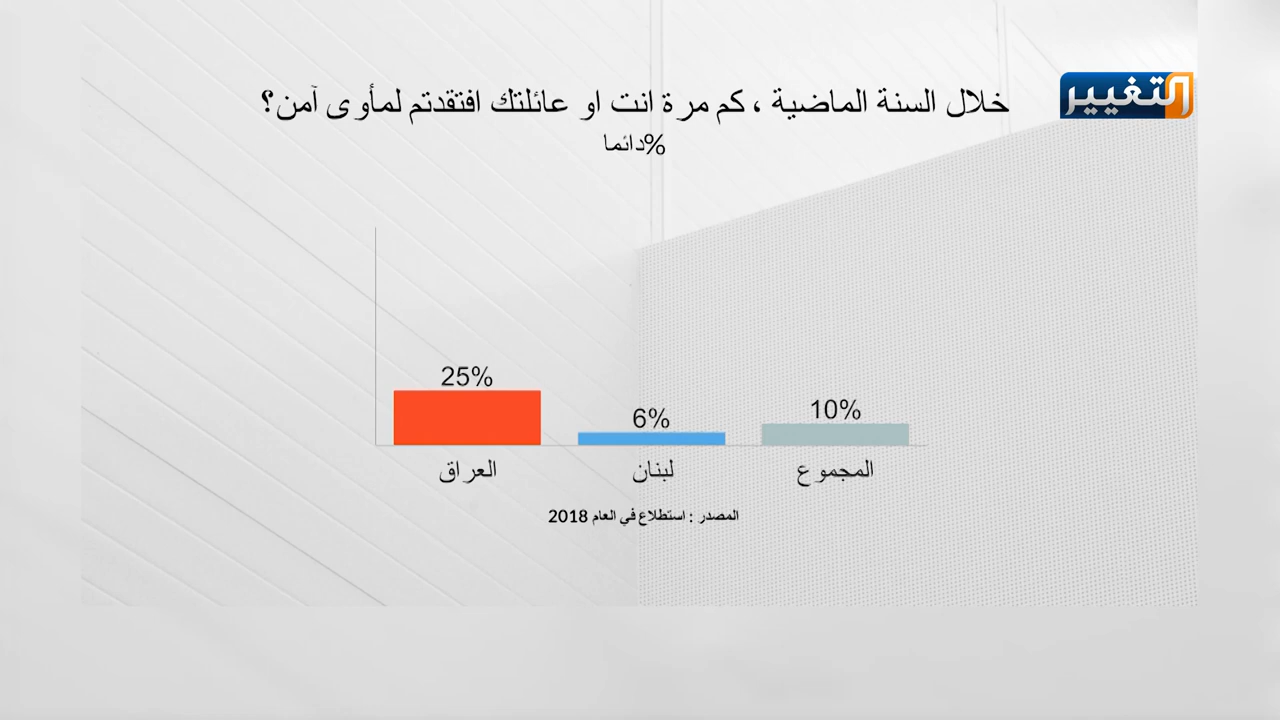 التغيير
خلال السنة الماضية ، كم مرة انت او عائلتك افتقدتم لمأوى آمن؟
%دائما
25%
6%
10%
العراق
لبنان
المجموع
المصدر : استطلاع في العام 2018